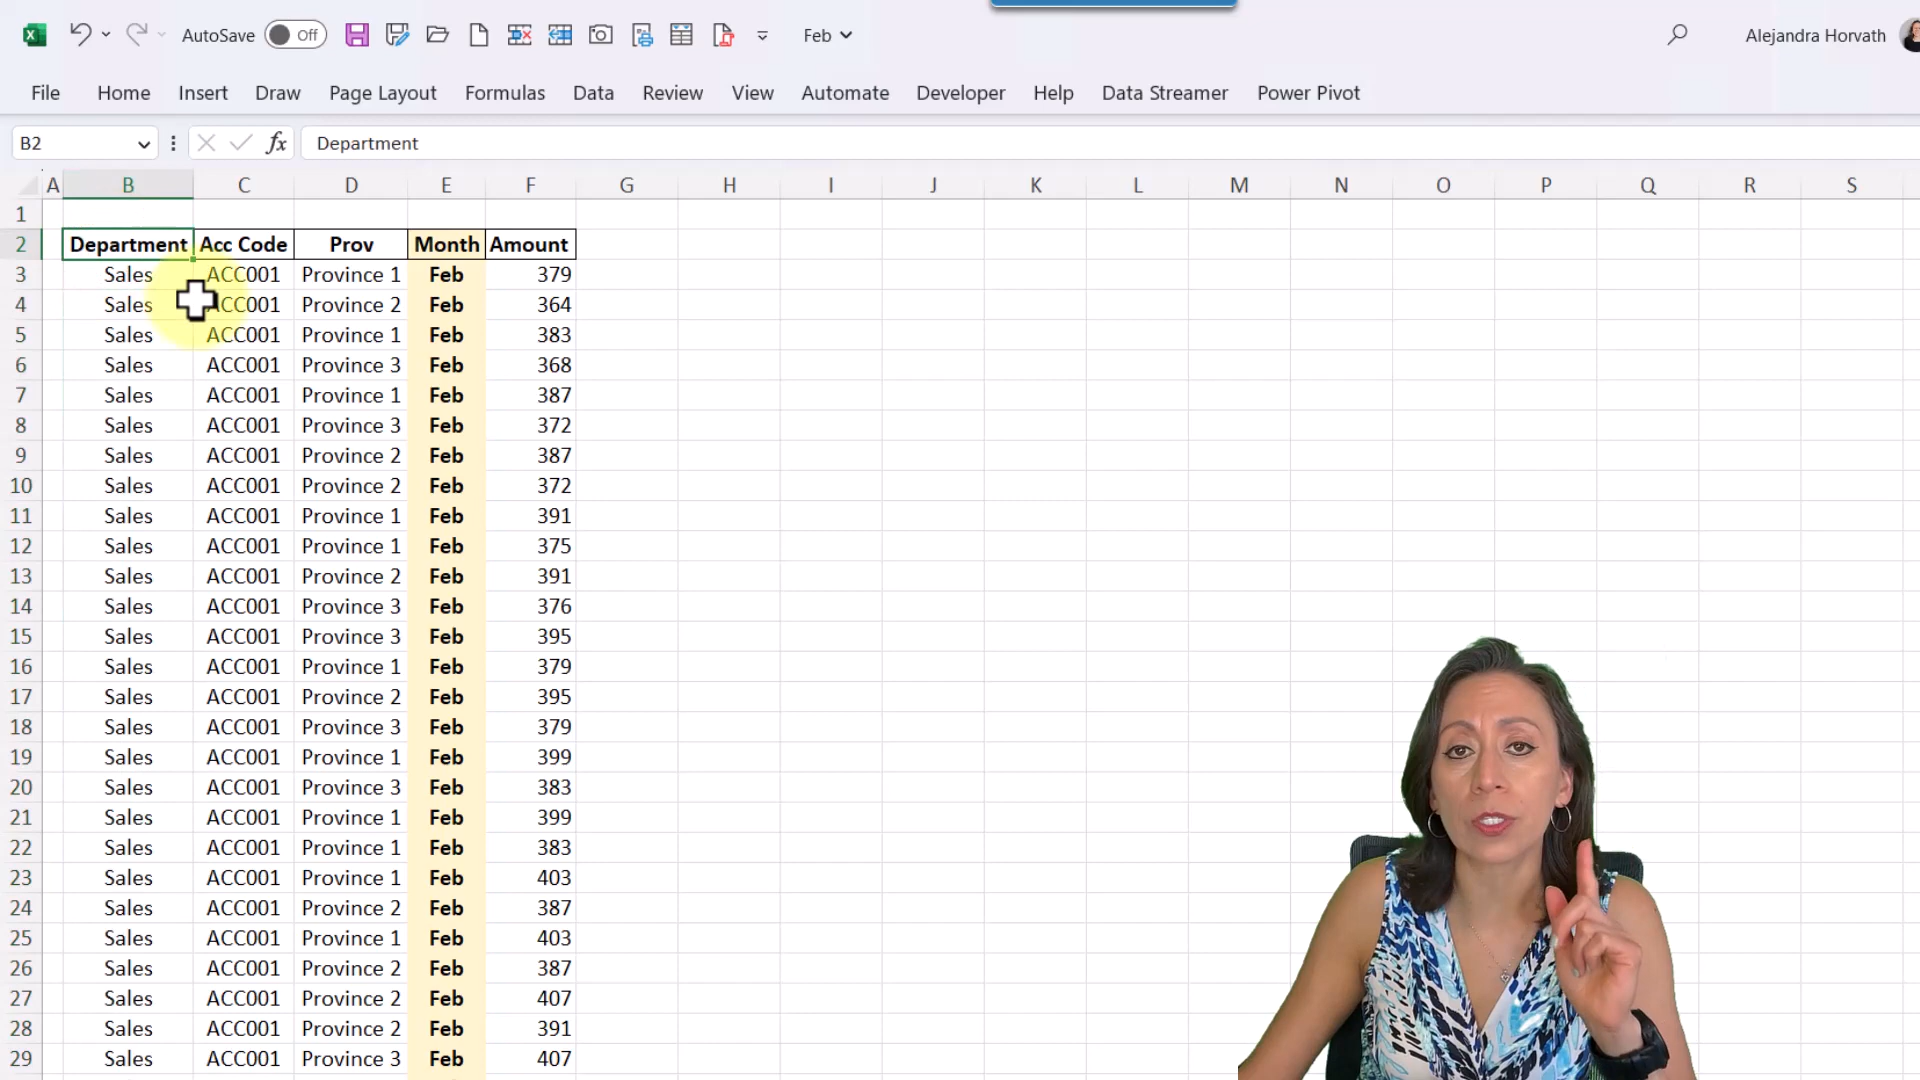 AutoSave Off Feb Alejandra Horvath
File Home Insert Draw Page Layout Formulas Data Review View Automate Developer Help Data Streamer Power Pivot
B2 fx Department
A B C D E F G H I J K L M N O P Q R S
1
2 Department Acc Code Prov Month Amount
3 Sales ACC001 Province 1 Feb 379
4 Sales ACC001 Province 2 Feb 364
5 Sales ACC001 Province 1 Feb 383
6 Sales ACC001 Province 3 Feb 368
7 Sales ACC001 Province 1 Feb 387
8 Sales ACC001 Province 3 Feb 372
9 Sales ACC001 Province 2 Feb 387
10 Sales ACC001 Province 2 Feb 372
11 Sales ACC001 Province 1 Feb 391
12 Sales ACC001 Province 1 Feb 375
13 Sales ACC001 Province 2 Feb 391
14 Sales ACC001 Province 3 Feb 376
15 Sales ACC001 Province 3 Feb 395
16 Sales ACC001 Province 1 Feb 379
17 Sales ACC001 Province 2 Feb 395
18 Sales ACC001 Province 3 Feb 379
19 Sales ACC001 Province 1 Feb 399
20 Sales ACC001 Province 3 Feb 383
21 Sales ACC001 Province 1 Feb 399
22 Sales ACC001 Province 1 Feb 383
23 Sales ACC001 Province 1 Feb 403
24 Sales ACC001 Province 2 Feb 387
25 Sales ACC001 Province 1 Feb 403
26 Sales ACC001 Province 2 Feb 387
27 Sales ACC001 Province 2 Feb 407
28 Sales ACC001 Province 2 Feb 391
29 Sales ACC001 Province 3 Feb 407